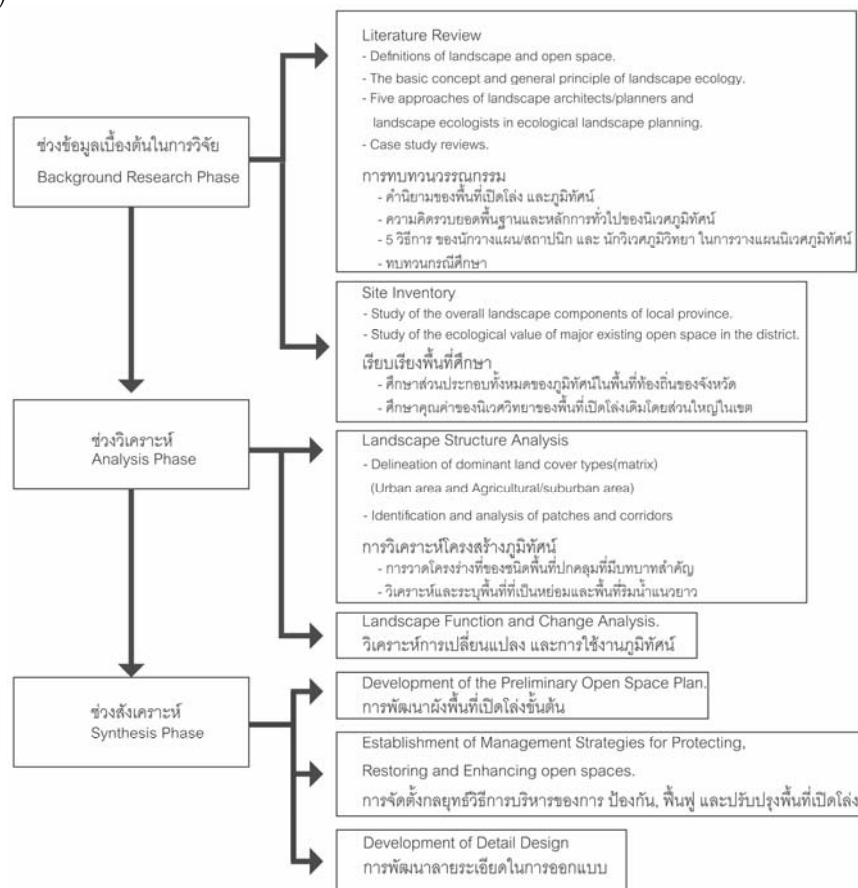 )
ช่วงข้อมูลเบื้องต้นในการวิจัย
Background Research Phase
Literature Review
- Definitions of landscape and open space.
- The basic concept and general principle of landscape ecology.
- Five approaches of landscape architects/planners and
landscape ecologists in ecological landscape planning.
- Case study reviews.
การทบทวนวรรณกรรม
- คำนิยามของพื้นที่เปิดโล่ง และภูมิทัศน์
- ความคิดรวบยอดพื้นฐานและหลักการทั่วไปของนิเวศภูมิทัศน์
- 5 วิธีการ ของนักวางแผน/สถาปนิก และ นักวิเวศภูมิวิทยา ในการวางแผนนิเวศภูมิทัศน์
- ทบทวนกรณีศึกษา
Site Inventory
- Study of the overall landscape components of local province.
- Study of the ecological value of major existing open space in the district.
เรียบเรียงพื้นที่ศึกษา
- ศึกษาส่วนประกอบทั้งหมดของภูมิทัศน์ในพื้นที่ท้องถิ่นของจังหวัด
- ศึกษาคุณค่าของนิเวศวิทยาของพื้นที่เปิดโล่งเดิมโดยส่วนใหญ่ในเขต
ช่วงวิเคราะห์
Analysis Phase
Landscape Structure Analysis
- Delineation of dominant land cover types(matrix)
(Urban area and Agricultural/suburban area)
- Identification and analysis of patches and corridors
การวิเคราะห์โครงสร้างภูมิทัศน์
- การวาดโครงร่างที่ของชนิดพื้นที่ปกคลุมที่มีบทบาทสำคัญ
- วิเคราะห์และระบุพื้นที่ที่เป็นหย่อมและพื้นที่ริมน้ำแนวยาว
Landscape Function and Change Analysis.
วิเคราะห์การเปลี่ยนแปลง และการใช้งานภูมิทัศน์
ช่วงสังเคราะห์
Synthesis Phase
Development of the Preliminary Open Space Plan.
การพัฒนาผังพื้นที่เปิดโล่งขั้นต้น
Establishment of Management Strategies for Protecting,
Restoring and Enhancing open spaces.
การจัดตั้งกลยุทธ์วิธีการบริหารของการ ป้องกัน, ฟื้นฟู และปรับปรุงพื้นที่เปิดโล่ง
Development of Detail Design
การพัฒนาลายระเอียดในการออกแบบ